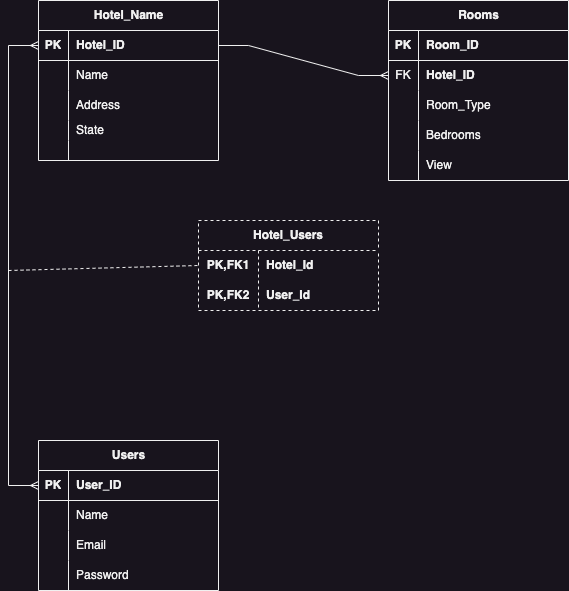 Hotel_Name
PK Hotel_ID
Name
Address
State
Rooms
PK Room_ID
FK Hotel_ID
Room_Type
Bedrooms
View
Hotel_Users
PK,FK1 Hotel_Id
PK,FK2 User_Id
Users
PK User_ID
Name
Email
Password